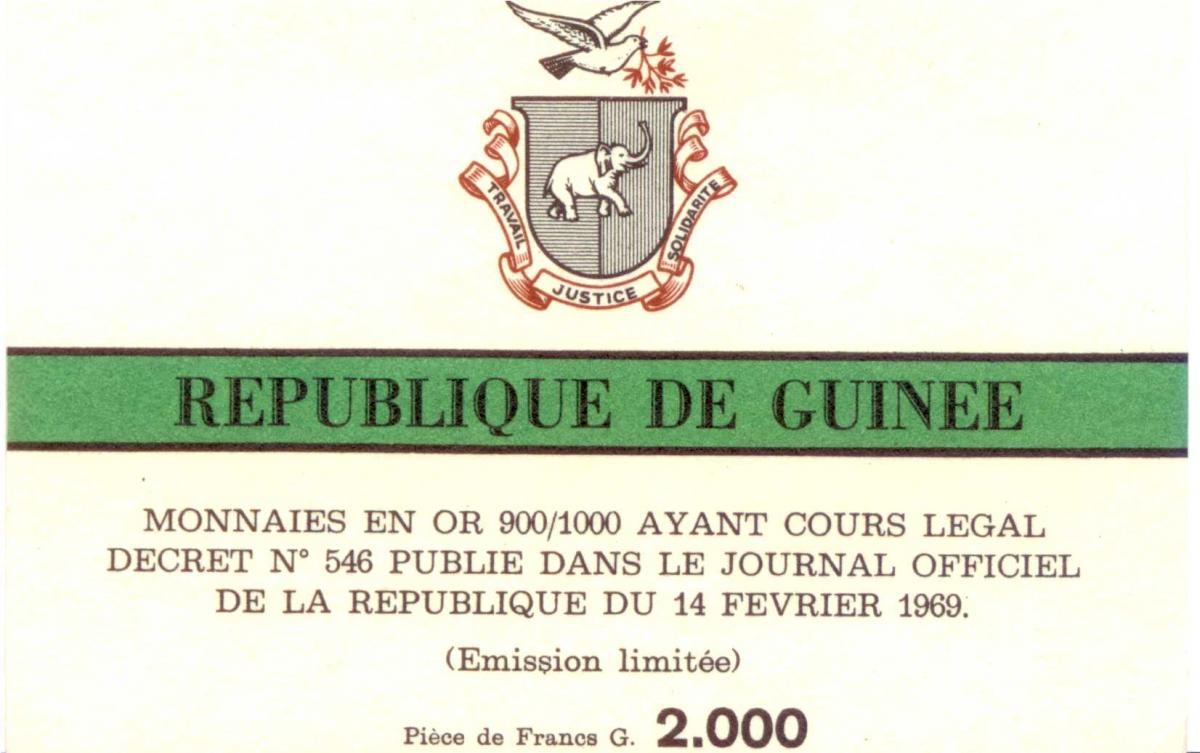 TRAVAIL
JUSTICE
SOLIDARITE
REPUBLIQUE DE GUINEE
MONNAIES EN OR 900/1000 AYANT COURS LEGAL
DECRET N° 546 PUBLIE DANS LE JOURNAL OFFICIEL
DE LA REPUBLIQUE DU 14 FEVRIER 1969.
(Emission limitée)
Pièce de Francs G. 2.000